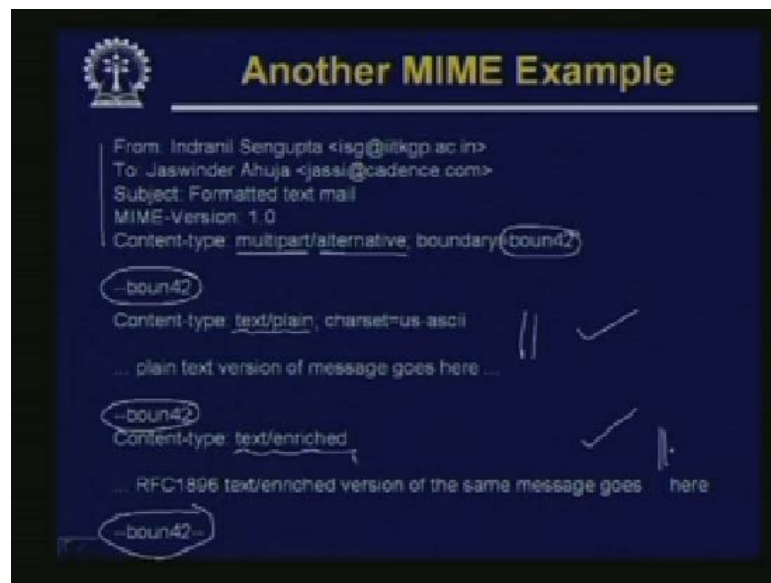 Another MIME Example
From: Indranil Sengupta <isg@iitkgp.ac.in>
To: Jaswinder Ahuja <jassi@cadence.com>
Subject: Formatted text mail
MIME-Version: 1.0
Content-type: multipart/alternative; boundary=boun42
--boun42
Content-type: text/plain; charset=us-ascii
... plain text version of message goes here ...
--boun42
Content-type: text/enriched
... RFC1896 text/enriched version of the same message goes here
--boun42--